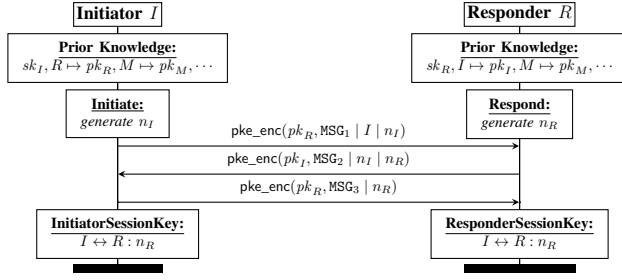 Initiator I
Responder R
Prior Knowledge:
sk_I, R ↦ pk_R, M ↦ pk_M, ⋯
Prior Knowledge:
sk_R, I ↦ pk_I, M ↦ pk_M, ⋯
Initiate:
generate n_I
Respond:
generate n_R
pke_enc(pk_R, MSG_1 | I | n_I)
pke_enc(pk_I, MSG_2 | n_I | n_R)
pke_enc(pk_R, MSG_3 | n_R)
InitiatorSessionKey:
I ↔ R : n_R
ResponderSessionKey:
I ↔ R : n_R